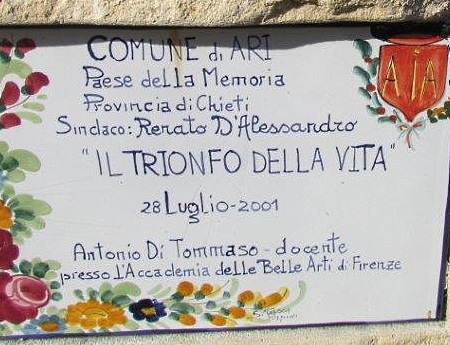 COMUNE di ARI
Paese della Memoria
Provincia di Chieti
Sindaco: Renato D'Alessandro
"IL TRIONFO DELLA VITA"
28 Luglio-2001
Antonio Di Tommaso - docente
presso l'Accademia delle Belle Arti di Firenze
AIA